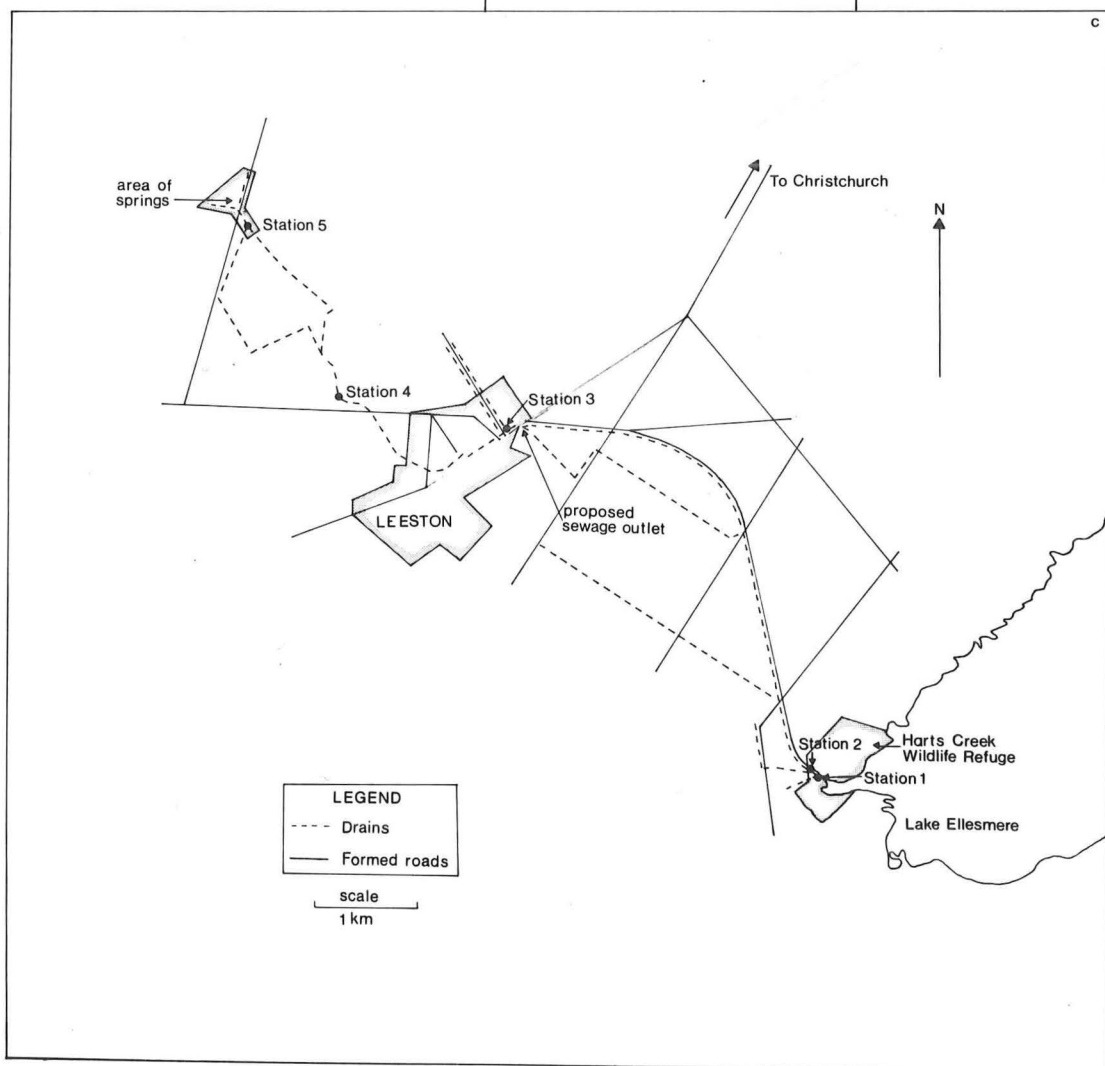 C
To Christchurch
area of
springs
N
Station 5
Station 4
Station 3
LEESTON
proposed
sewage outlet
Station 2
Harts Creek
Wildlife Refuge
Station 1
LEGEND
Drains
Formed roads
Lake Ellesmere
scale
1 km